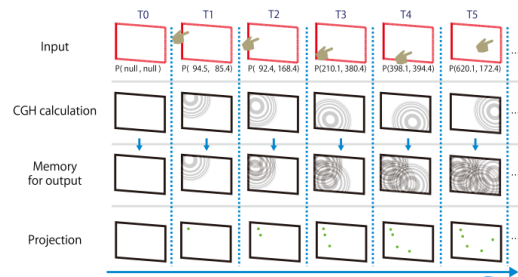 T0 T1 T2 T3 T4 T5
Input
P( null , null ) P( 94.5, 85.4) P( 92.4, 168.4) P(210.1, 380.4) P(398.1, 394.4) P(620.1, 172.4)
...
CGH calculation
...
Memory
for output
...
Projection
...